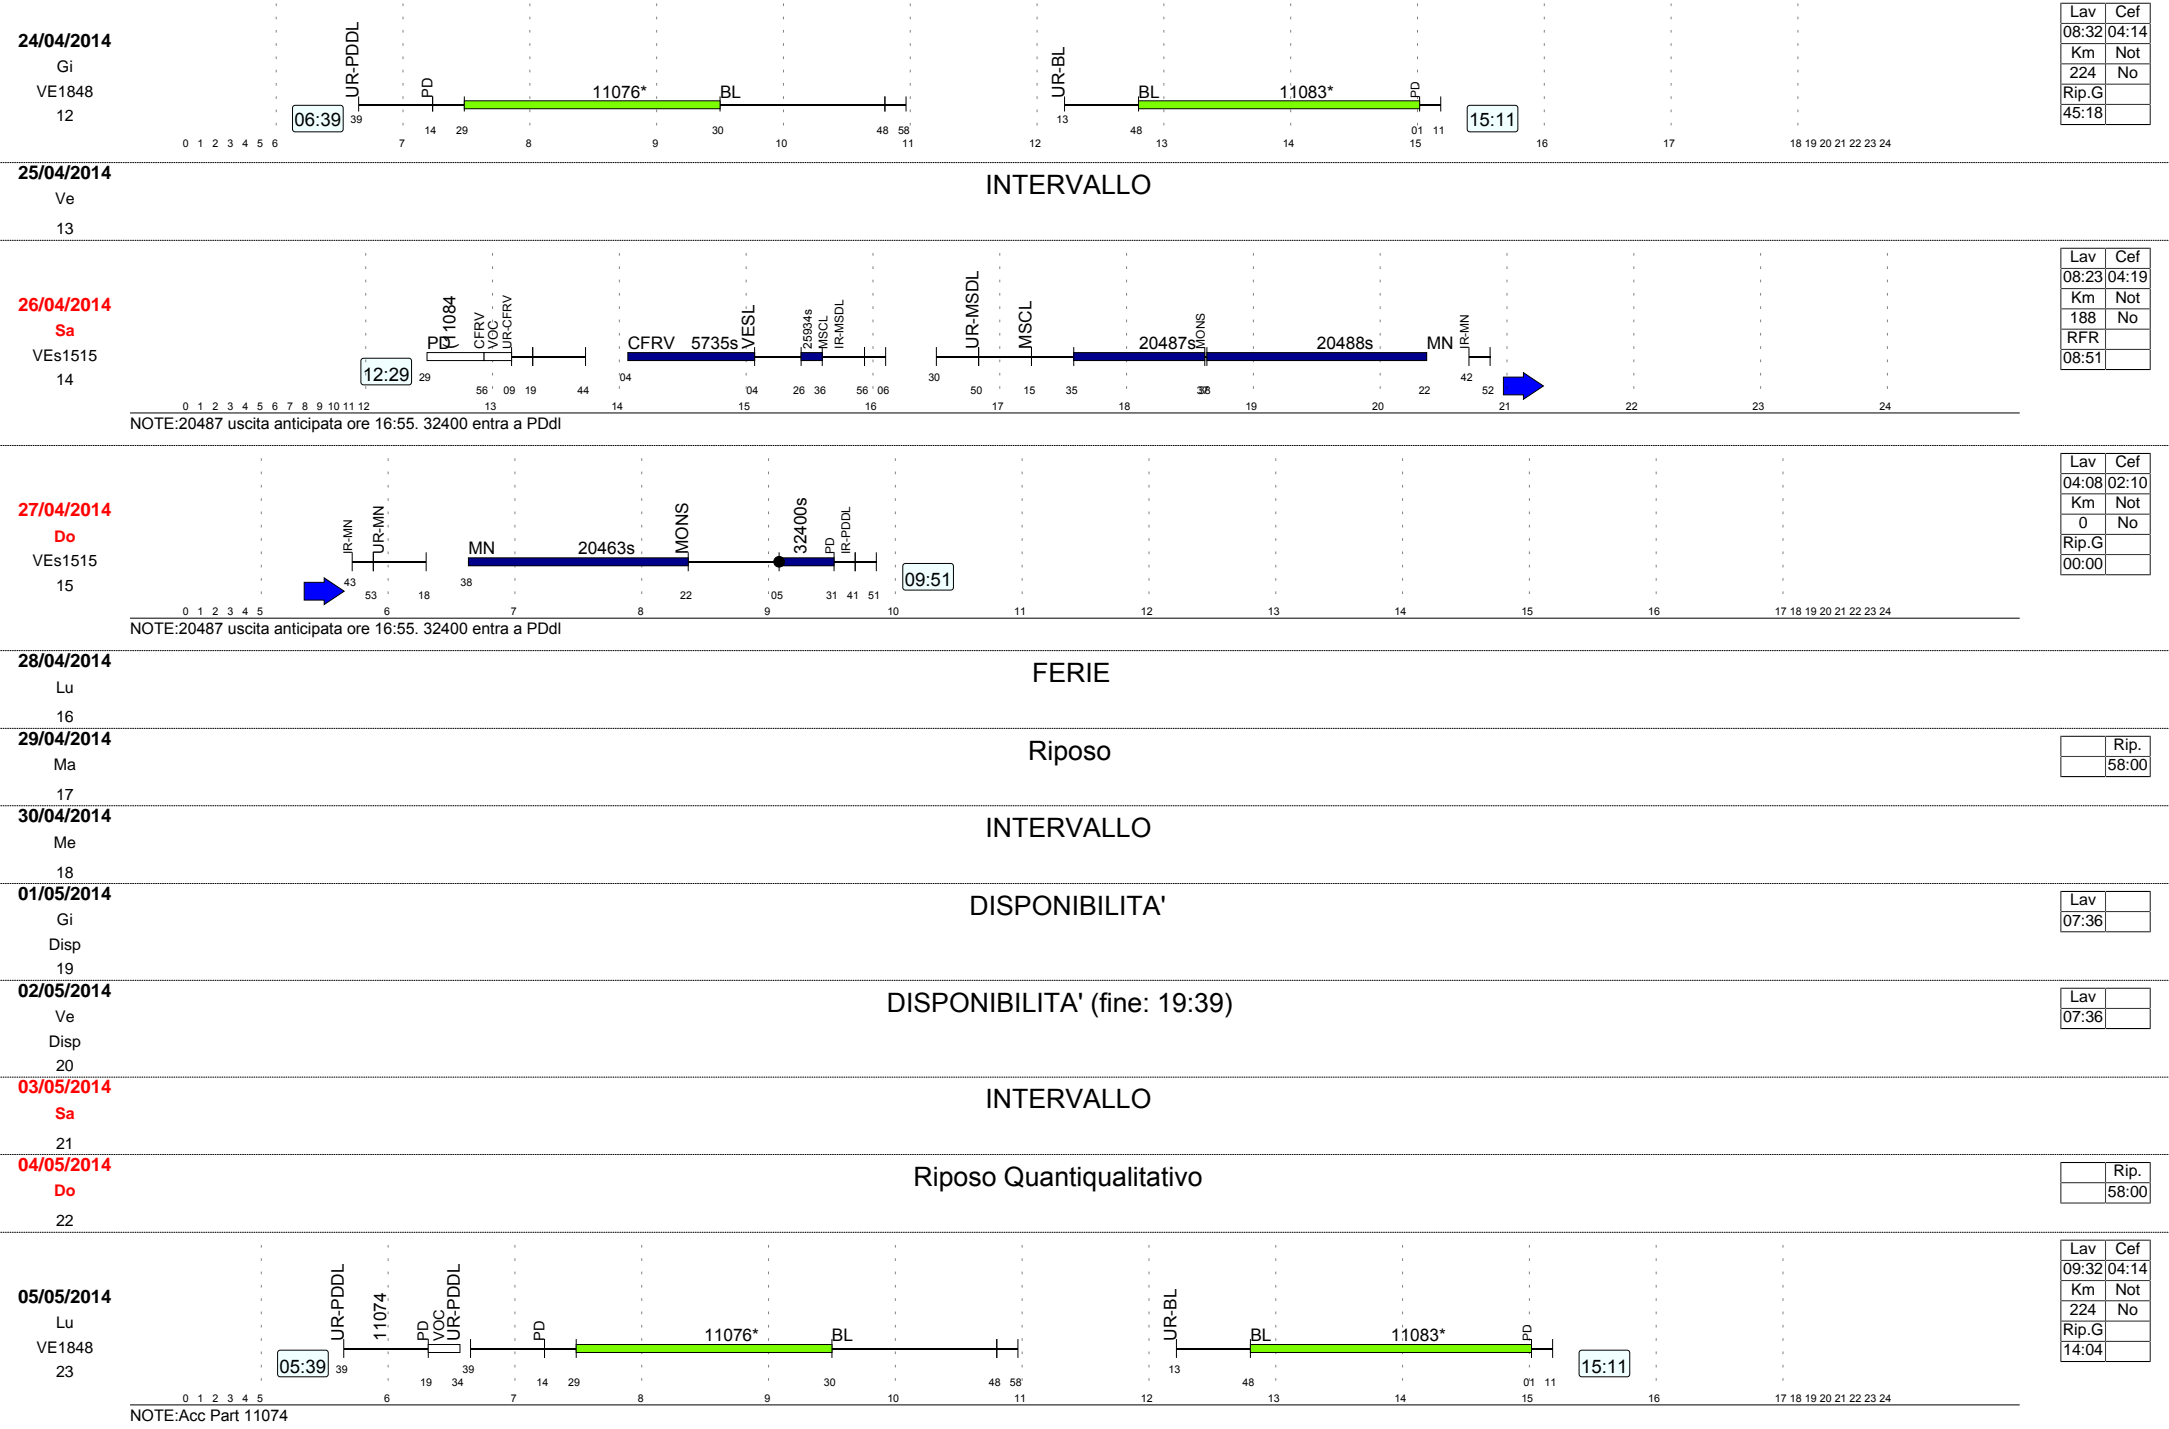 24/04/2014
Gi
VE1848
12
06:39
UR-PDDL
PD
11076*
BL
UR-BL
BL
11083*
PD
15:11
39
14
29
30
48
58
13
48
01
11
0 1 2 3 4 5 6 7 8 9 10 11 12 13 14 15 16 17 18 19 20 21 22 23 24
Lav Cef
08:32 04:14
Km Not
224 No
Rip.G
45:18
25/04/2014
Ve
13
INTERVALLO
26/04/2014
Sa
VEs1515
14
12:29
PD
11084
CFRV
VOC
UR-CFRV
CFRV
5735s
VESL
25934s
MSCL
IR-MSDL
UR-MSDL
MSCL
20487s
MONS
20488s
MN
IR-MN
29
56
09
19
44
04
04
26
36
56
06
30
50
15
35
37
38
22
42
52
0 1 2 3 4 5 6 7 8 9 10 11 12 13 14 15 16 17 18 19 20 21 22 23 24
NOTE:20487 uscita anticipata ore 16:55. 32400 entra a PDdl
Lav Cef
08:23 04:19
Km Not
188 No
RFR
08:51
27/04/2014
Do
VEs1515
15
IR-MN
UR-MN
MN
20463s
MONS
32400s
PD
IR-PDDL
09:51
43
53
18
38
22
05
31
41
51
0 1 2 3 4 5 6 7 8 9 10 11 12 13 14 15 16 17 18 19 20 21 22 23 24
NOTE:20487 uscita anticipata ore 16:55. 32400 entra a PDdl
Lav Cef
04:08 02:10
Km Not
0 No
Rip.G
00:00
28/04/2014
Lu
16
FERIE
29/04/2014
Ma
17
Riposo
Rip.
58:00
30/04/2014
Me
18
INTERVALLO
01/05/2014
Gi
Disp
19
DISPONIBILITA'
Lav
07:36
02/05/2014
Ve
Disp
20
DISPONIBILITA' (fine: 19:39)
Lav
07:36
03/05/2014
Sa
21
INTERVALLO
04/05/2014
Do
22
Riposo Quantiqualitativo
Rip.
58:00
05/05/2014
Lu
VE1848
23
05:39
UR-PDDL
11074
PD
VOC
UR-PDDL
PD
11076*
BL
UR-BL
BL
11083*
PD
15:11
39
19
34
39
14
29
30
48
58
13
48
01
11
0 1 2 3 4 5 6 7 8 9 10 11 12 13 14 15 16 17 18 19 20 21 22 23 24
NOTE:Acc Part 11074
Lav Cef
09:32 04:14
Km Not
224 No
Rip.G
14:04